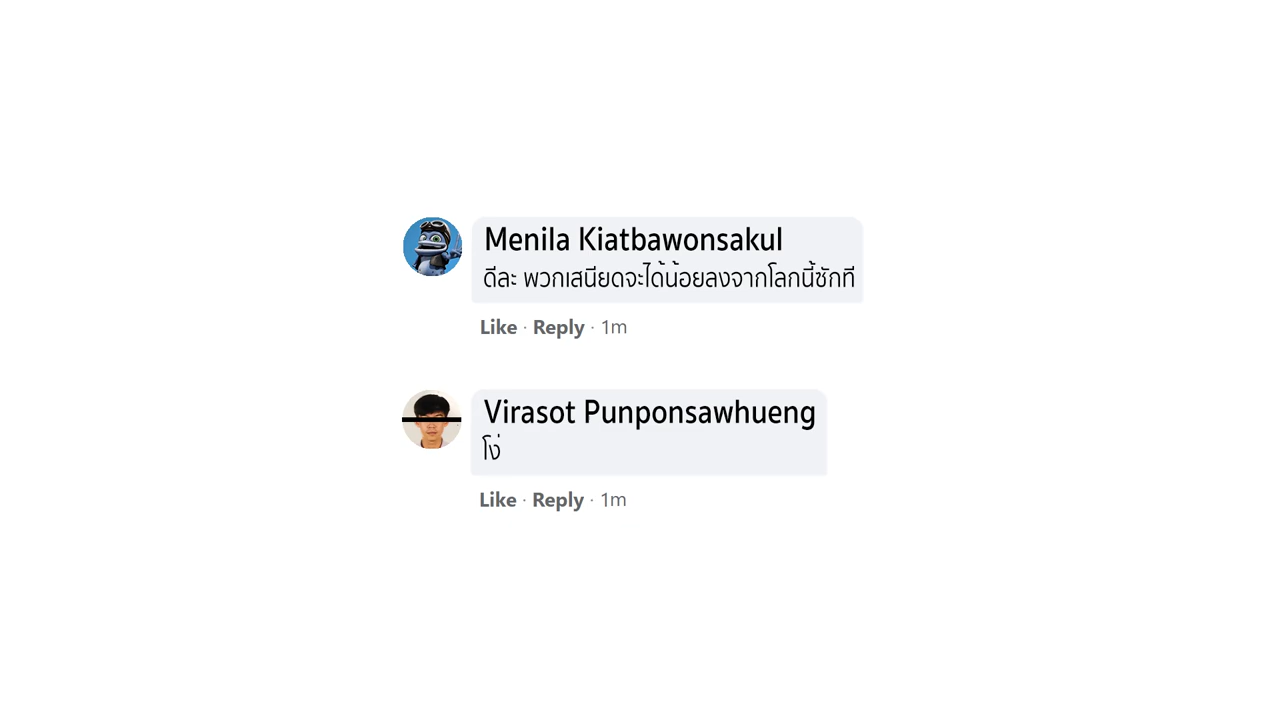 Menila Kiatbawonsakul
ดีละ พวกเสนียดจะได้น้อยลงจากโลกนี้ซักที
Like · Reply · 1m
Virasot Punponsawhueng
โง่
Like · Reply · 1m